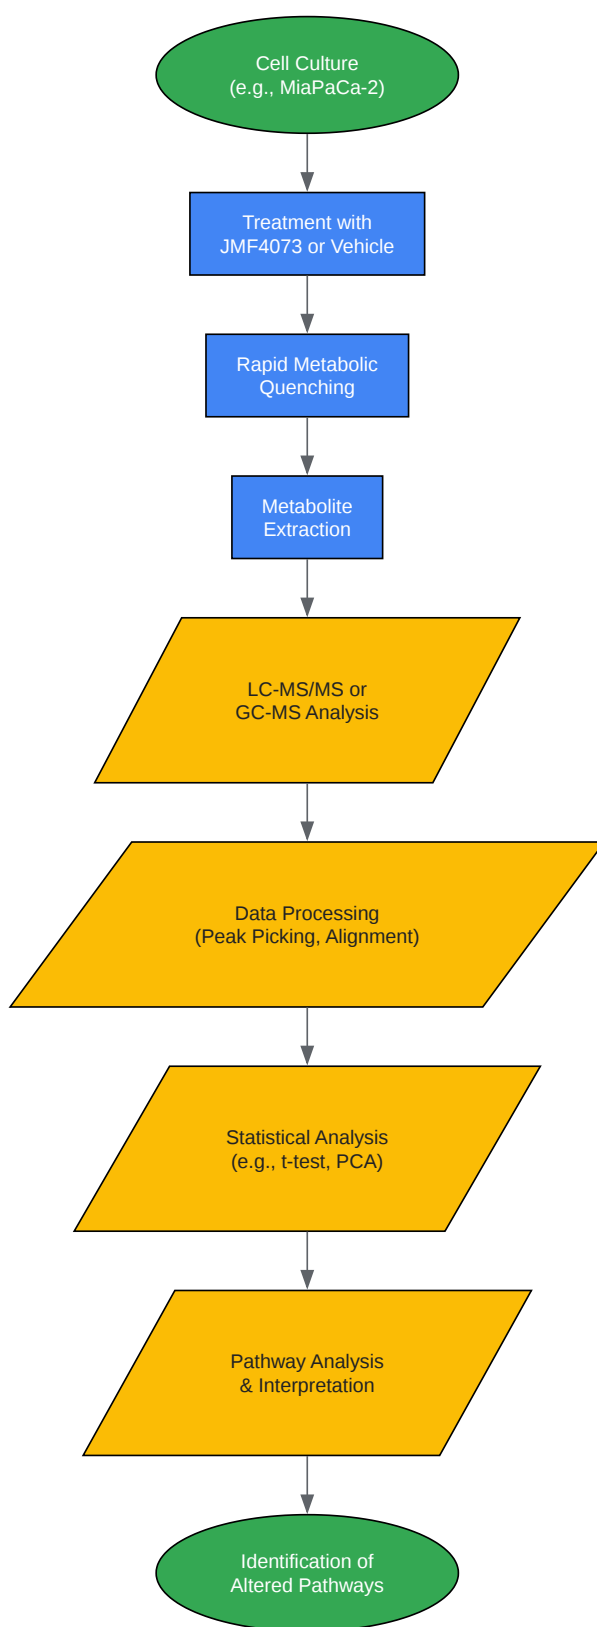 Cell Culture
(e.g., MiaPaCa-2)
Treatment with
JMF4073 or Vehicle
Rapid Metabolic
Quenching
Metabolite
Extraction
LC-MS/MS or
GC-MS Analysis
Data Processing
(Peak Picking, Alignment)
Statistical Analysis
(e.g., t-test, PCA)
Pathway Analysis
& Interpretation
Identification of
Altered Pathways